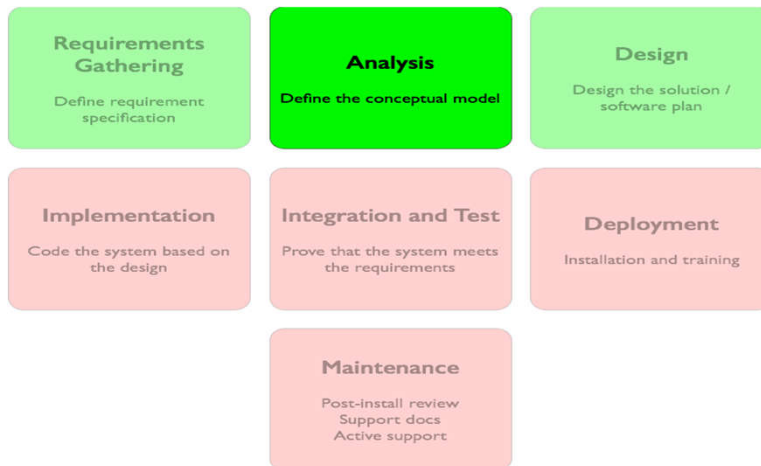 Requirements
Gathering
Define requirement
specification
Analysis
Define the conceptual model
Design
Design the solution /
software plan
Implementation
Code the system based on
the design
Integration and Test
Prove that the system meets
the requirements
Deployment
Installation and training
Maintenance
Post-install review
Support docs
Active support